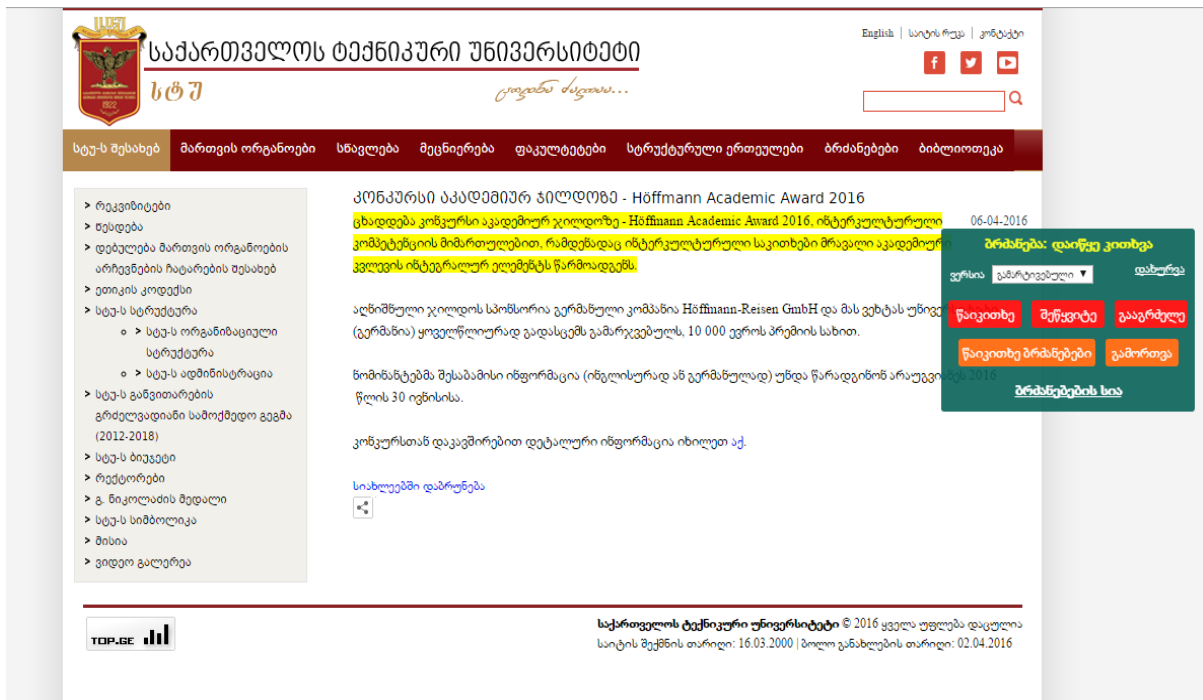 საქართველოს ტექნიკური უნივერსიტეტი
სტუ
ცოდნა ძალაა...
1922
English | საიტის რუკა | კონტაქტი
სტუ-ს შესახებ მართვის ორგანოები სწავლება მეცნიერება ფაკულტეტები სტრუქტურული ერთეულები ბრძანებები ბიბლიოთეკა
> რეკვიზიტები
> წესდება
> დებულება მართვის ორგანოების
არჩევნების ჩატარების შესახებ
> ეთიკის კოდექსი
> სტუ-ს სტრუქტურა
> სტუ-ს ორგანიზაციული
სტრუქტურა
> სტუ-ს ადმინისტრაცია
> სტუ-ს განვითარების
გრძელვადიანი სამოქმედო გეგმა
(2012-2018)
> სტუ-ს ბიუჯეტი
> რექტორები
> გ. ნიკოლაძის მედალი
> სტუ-ს სიმბოლიკა
> მისია
> ვიდეო გალერეა
კონკურსი აკადემიურ ჯილდოზე - Höffmann Academic Award 2016
ცხადდება კონკურსი აკადემიურ ჯილდოზე - Höffmann Academic Award 2016, ინტერკულტურული
06-04-2016
კომპეტენციის მიმართულებით, რამდენადაც ინტერკულტურული საკითხები მრავალი აკადემიური
კვლევის ინტეგრალურ ელემენტს წარმოადგენს.
აღნიშნული ჯილდოს სპონსორია გერმანული კომპანია Höffmann-Reisen GmbH და მას ვეხტას
(გერმანია) ყოველწლიურად გადასცემს გამარჯვებულს, 10 000 ევროს პრემიის სახით.
ნომინანტებმა შესაბამისი ინფორმაცია (ინგლისურად ან გერმანულად) უნდა წარადგინონ არაუგვიანეს 2016
წლის 30 ივნისისა.
კონკურსთან დაკავშირებით დეტალური ინფორმაცია იხილეთ აქ.
სიახლეებში დაბრუნება
ბრძანება: დაიწყე კითხვა
ვერსია გამარტივებული ▼ დახურვა
წაიკითხე შეწყვიტე გააგრძელე
წაიკითხე ბრძანებები გამორთვა
ბრძანებების სია
TOP.GE
საქართველოს ტექნიკური უნივერსიტეტი © 2016 ყველა უფლება დაცულია
საიტის შექმნის თარიღი: 16.03.2000 | ბოლო განახლების თარიღი: 02.04.2016